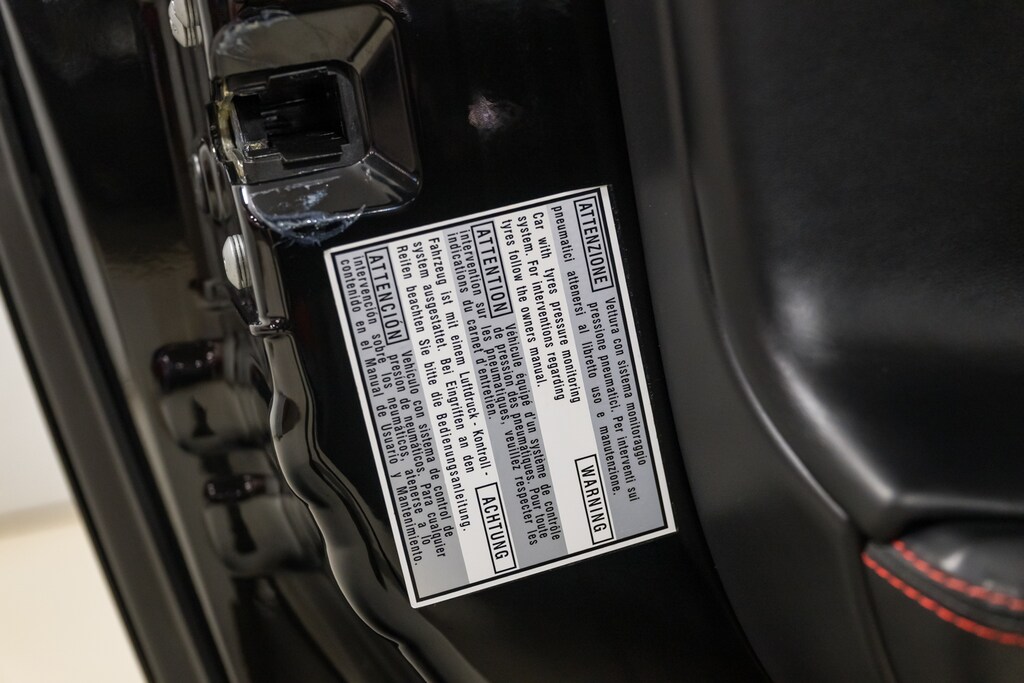 ATTENZIONE Vettura con sistema monitoraggio
pressione pneumatici. Per interventi sui
pneumatici attenersi al libretto uso e manutenzione.
Car with tyres pressure monitoring
system. For interventions regarding
tyres follow the owners manual.
WARNING
ATTENTION Véhicule équipé d'un système de contrôle
de pression des pneumatiques. Pour toute
intervention sur les pneumatiques, veuillez respecter les
indications du carnet d'entretien.
Fahrzeug ist mit einem Luftdruck - Kontroll -
system ausgestattet. Bei Eingriffen an den
Reifen beachten Sie bitte die Bedienungsanleitung.
ACHTUNG
ATTENCIÓN Vehículo con sistema de control de
presión de neumáticos. Para cualquier
intervención sobre los neumáticos, atenerse a lo
contenido en el Manual de Usuario y Mantenimiento.